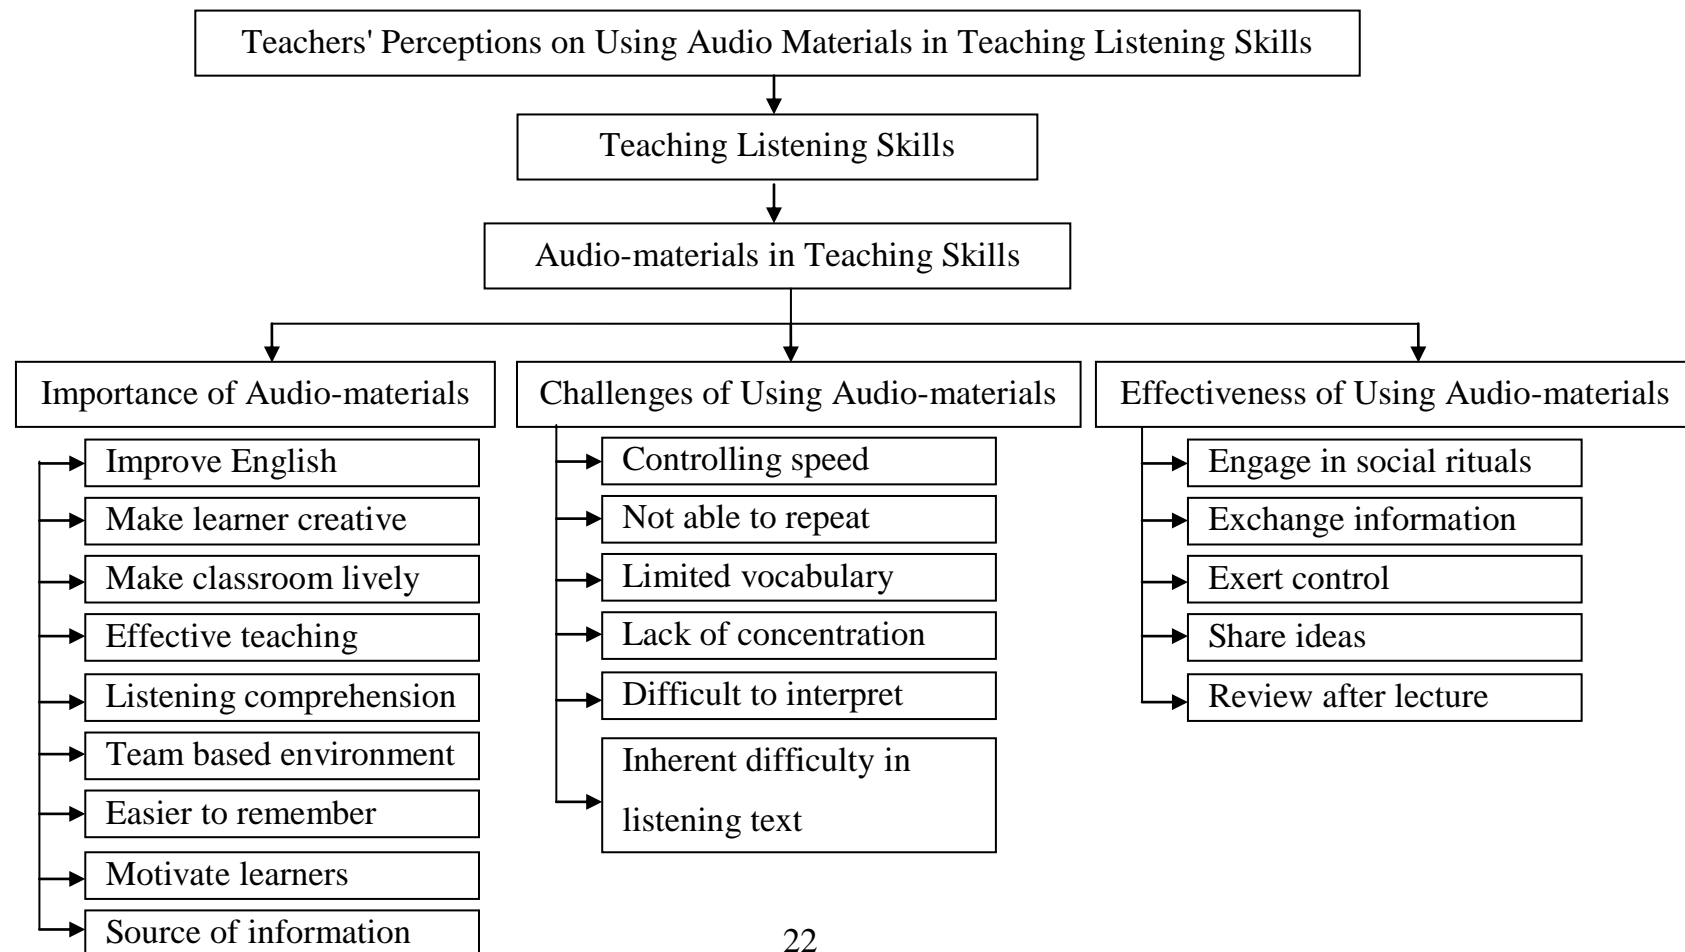 Teachers' Perceptions on Using Audio Materials in Teaching Listening Skills
Teaching Listening Skills
Audio-materials in Teaching Skills
Importance of Audio-materials
Improve English
Make learner creative
Make classroom lively
Effective teaching
Listening comprehension
Team based environment
Easier to remember
Motivate learners
Source of information
Challenges of Using Audio-materials
Controlling speed
Not able to repeat
Limited vocabulary
Lack of concentration
Difficult to interpret
Inherent difficulty in
listening text
Effectiveness of Using Audio-materials
Engage in social rituals
Exchange information
Exert control
Share ideas
Review after lecture
22